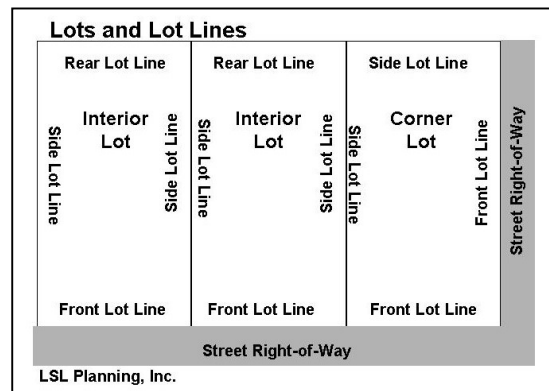 Lots and Lot Lines
Rear Lot Line
Rear Lot Line
Side Lot Line
Interior
Lot
Interior
Lot
Corner
Lot
Side Lot Line
Side Lot Line
Side Lot Line
Side Lot Line
Side Lot Line
Front Lot Line
Street Right-of-Way
Front Lot Line
Front Lot Line
Front Lot Line
Street Right-of-Way
LSL Planning, Inc.